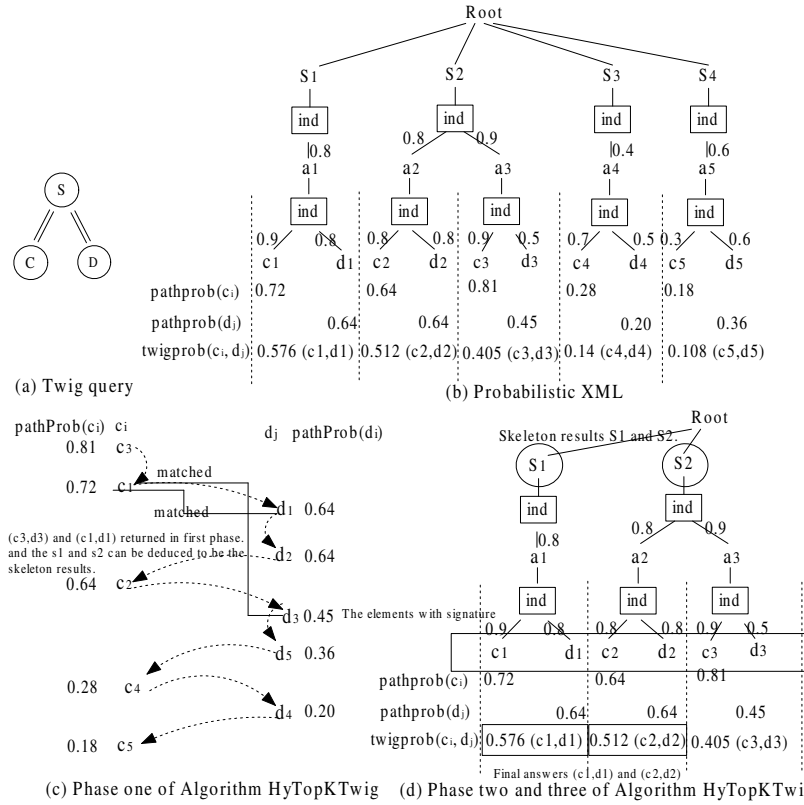 Root
S1 S2 S3 S4
ind ind ind ind
0.8 0.8 0.9 0.4 0.6
a1 a2 a3 a4 a5
S
ind ind ind ind ind
C D
0.9 0.8 0.8 0.8 0.9 0.5 0.7 0.5 0.3 0.6
c1 d1 c2 d2 c3 d3 c4 d4 c5 d5
pathprob(ci) 0.72 0.64 0.81 0.28 0.18
pathprob(dj) 0.64 0.64 0.45 0.20 0.36
twigprob(ci, dj) 0.576 (c1,d1) 0.512 (c2,d2) 0.405 (c3,d3) 0.14 (c4,d4) 0.108 (c5,d5)
(a) Twig query
(b) Probabilistic XML
pathProb(ci) ci
dj pathProb(di)
0.81 c3
matched
0.72 c1
matched
d1 0.64
(c3,d3) and (c1,d1) returned in first phase.
and the s1 and s2 can be deduced to be the
skeleton results.
d2 0.64
0.64 c2
d3 0.45
The elements with signature
d5 0.36
0.28 c4
d4 0.20
0.18 c5
(c) Phase one of Algorithm HyTopKTwig
Root
Skeleton results S1 and S2.
S1 S2
ind ind
0.8 0.8 0.9
a1 a2 a3
ind ind ind
0.9 0.8 0.8 0.8 0.9 0.5
c1 d1 c2 d2 c3 d3
pathprob(ci) 0.72 0.64 0.81
pathprob(dj) 0.64 0.64 0.45
twigprob(ci, dj) 0.576 (c1,d1) 0.512 (c2,d2) 0.405 (c3,d3)
Final answers (c1,d1) and (c2,d2)
(d) Phase two and three of Algorithm HyTopKTwi